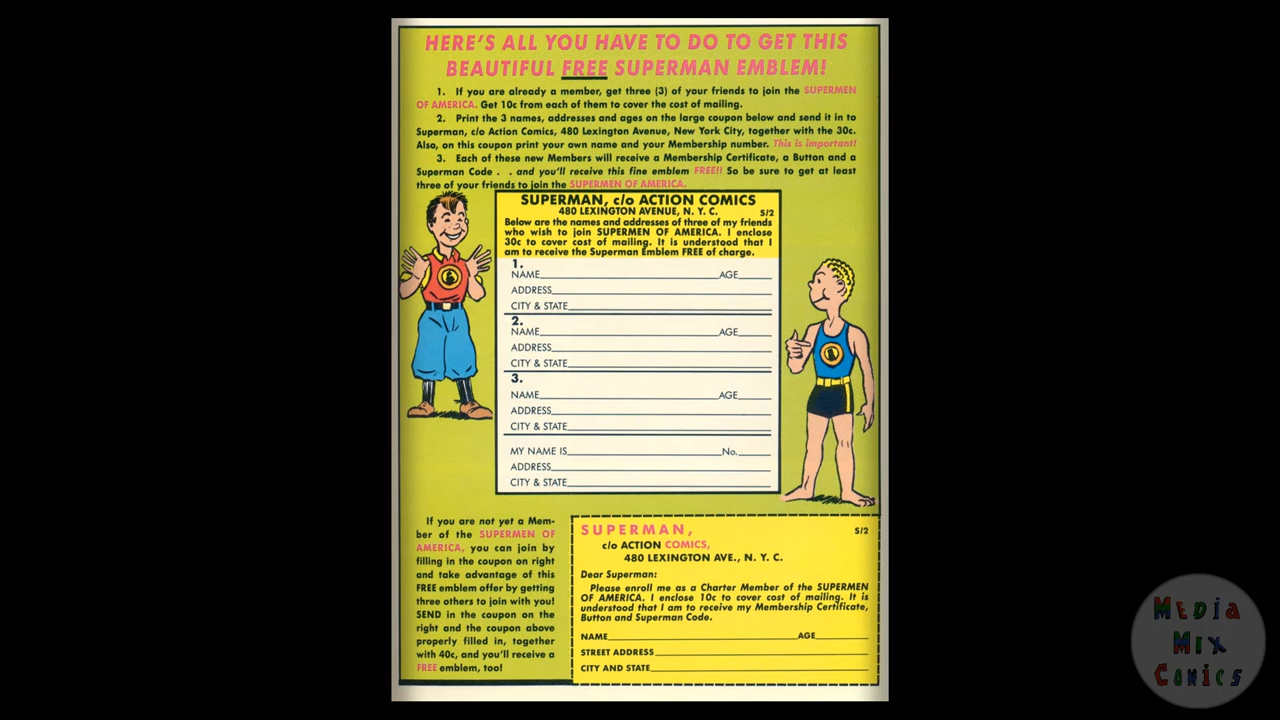 HERE'S ALL YOU HAVE TO DO TO GET THIS
BEAUTIFUL FREE SUPERMAN EMBLEM!
1. If you are already a member, get three (3) of your friends to join the SUPERMEN
OF AMERICA. Get 10c from each of them to cover the cost of mailing.
2. Print the 3 names, addresses and ages on the large coupon below and send it in to
Superman, c/o Action Comics, 480 Lexington Avenue, New York City, together with the 30c.
Also, on this coupon print your own name and your Membership number. This is important!
3. Each of these new Members will receive a Membership Certificate, a Button and a
Superman Code . . and you'll receive this fine emblem FREE!! So be sure to get at least
three of your friends to join the SUPERMEN OF AMERICA.
SUPERMAN, c/o ACTION COMICS
480 LEXINGTON AVENUE, N. Y. C. S/2
Below are the names and addresses of three of my friends
who wish to join SUPERMEN OF AMERICA. I enclose
30c to cover cost of mailing. It is understood that I
am to receive the Superman Emblem FREE of charge.
1.
NAME AGE
ADDRESS
CITY & STATE
2.
NAME AGE
ADDRESS
CITY & STATE
3.
NAME AGE
ADDRESS
CITY & STATE
MY NAME IS No.
ADDRESS
CITY & STATE
If you are not yet a Mem-
ber of the SUPERMEN OF
AMERICA, you can join by
filling in the coupon on right
and take advantage of this
FREE emblem offer by getting
three others to join with you!
SEND in the coupon on the
right and the coupon above
properly filled in, together
with 40c, and you'll receive a
FREE emblem, too!
SUPERMAN, S/2
c/o ACTION COMICS,
480 LEXINGTON AVE., N. Y. C.
Dear Superman:
Please enroll me as a Charter Member of the SUPERMEN
OF AMERICA. I enclose 10c to cover cost of mailing. It is
understood that I am to receive my Membership Certificate,
Button and Superman Code.
NAME AGE
STREET ADDRESS
CITY AND STATE
MEDiA
MiX
COMICS